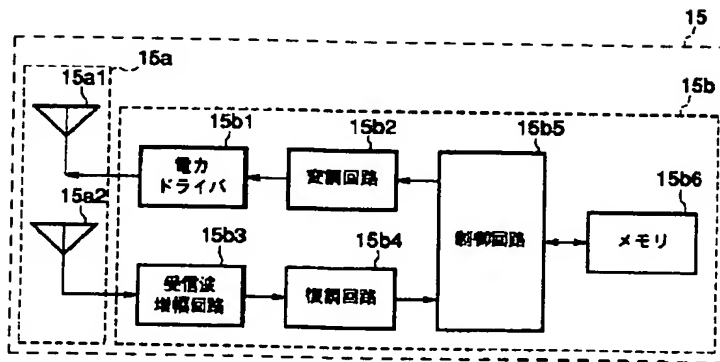 15
15a
15a1
15b
15b1
15b2
15b5
電力
ドライバ
変調回路
15b6
15a2
制御回路
メモリ
15b3
15b4
受信波
増幅回路
復調回路